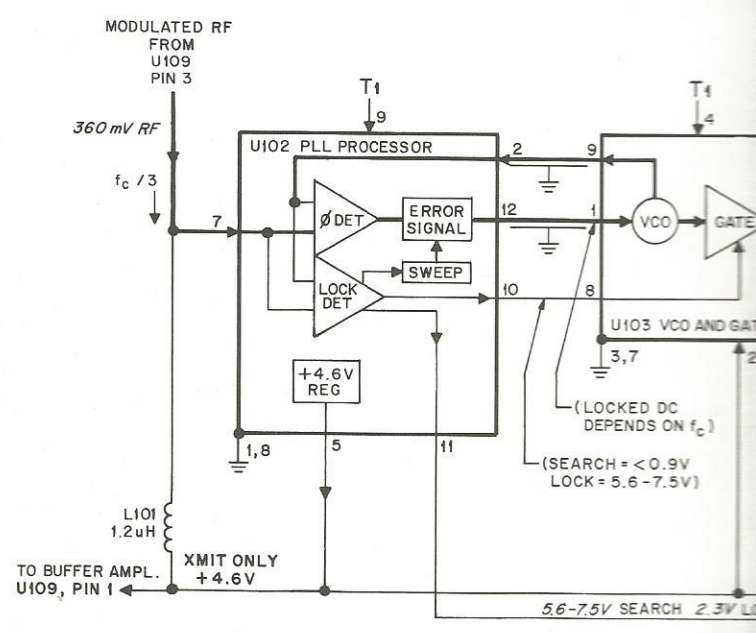 MODULATED RF
FROM
U109
PIN 3
360 mV RF
fc /3
T1
9
U102 PLL PROCESSOR
2
9
T1
4
7
Ø DET
ERROR
SIGNAL
12
1
VCO
GATE
SWEEP
LOCK
DET
10
8
U103 VCO AND GAT
3,7
2
+4.6V
REG
1,8
5
11
(LOCKED DC
DEPENDS ON fc)
(SEARCH = <0.9V
LOCK = 5.6-7.5V)
L101
1.2uH
XMIT ONLY
+4.6V
TO BUFFER AMPL.
U109, PIN 1
5.6-7.5V SEARCH 2.3V LO